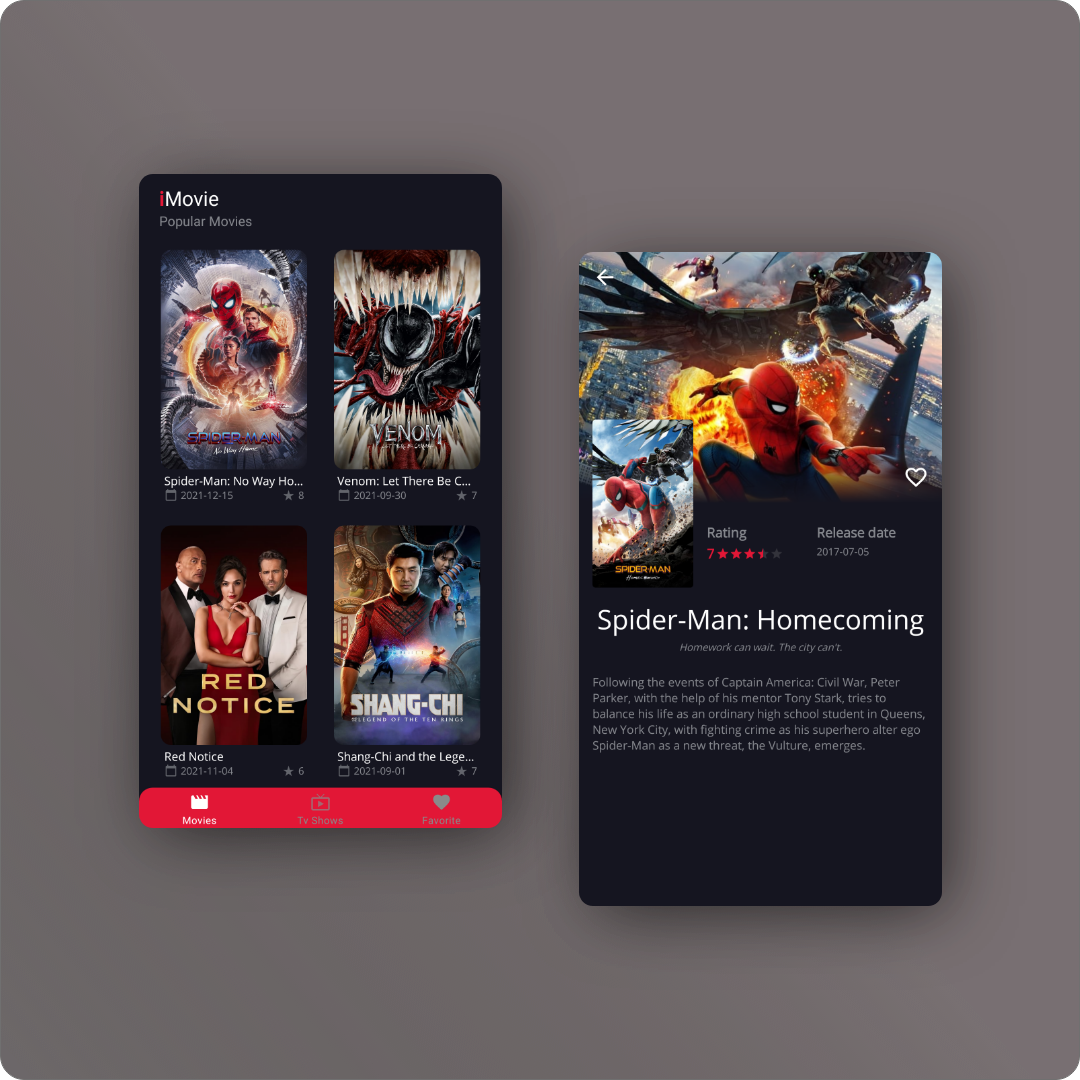 iMovie
Popular Movies
SPIDER-MAN
No Way Home
VENOM
Spider-Man: No Way Ho...
2021-12-15
8
Venom: Let There Be C...
2021-09-30
7
RED
NOTICE
SHANG-CHI
AND THE LEGEND OF THE TEN RINGS
Red Notice
2021-11-04
6
Shang-Chi and the Lege...
2021-09-01
7
Movies
Tv Shows
Favorite
SPIDER-MAN
HOMECOMING
Rating
7
Release date
2017-07-05
Spider-Man: Homecoming
Homework can wait. The city can't.
Following the events of Captain America: Civil War, Peter
Parker, with the help of his mentor Tony Stark, tries to
balance his life as an ordinary high school student in Queens,
New York City, with fighting crime as his superhero alter ego
Spider-Man as a new threat, the Vulture, emerges.